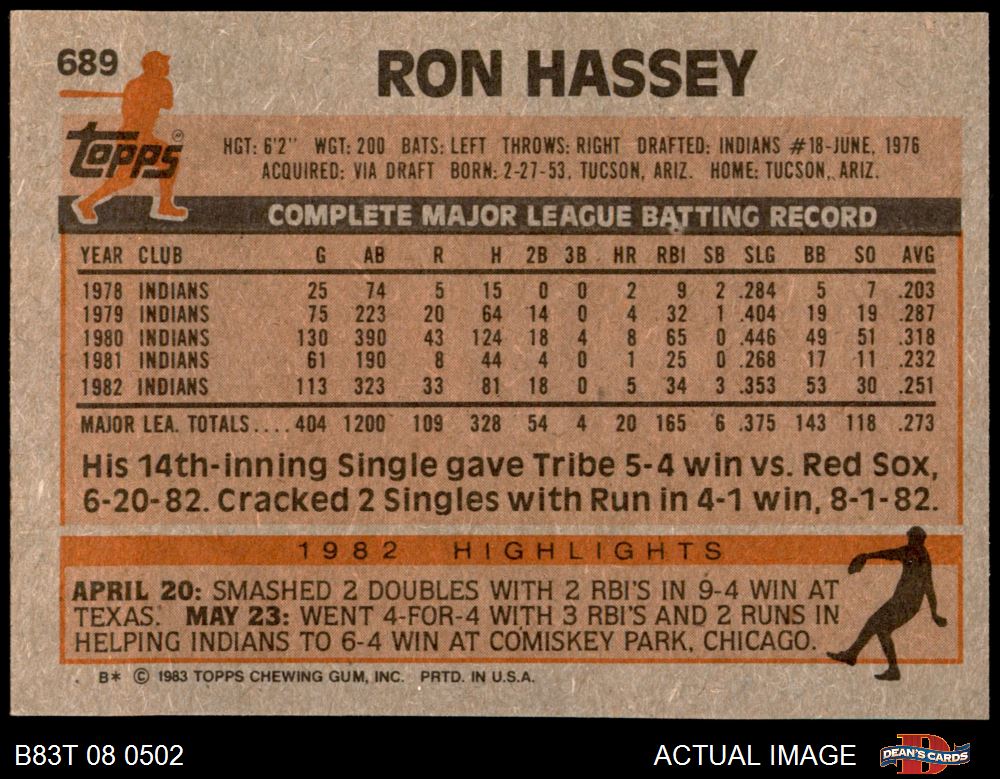 689
RON HASSEY
Topps
HGT: 6'2" WGT: 200 BATS: LEFT THROWS: RIGHT DRAFTED: INDIANS #18-JUNE, 1976
ACQUIRED: VIA DRAFT BORN: 2-27-53, TUCSON, ARIZ. HOME: TUCSON, ARIZ.
COMPLETE MAJOR LEAGUE BATTING RECORD
YEAR CLUB G AB R H 2B 3B HR RBI SB SLG BB SO AVG
1978 INDIANS 25 74 5 15 0 0 2 9 2 .284 5 7 .203
1979 INDIANS 75 223 20 64 14 0 4 32 1 .404 19 19 .287
1980 INDIANS 130 390 43 124 18 4 8 65 0 .446 49 51 .318
1981 INDIANS 61 190 8 44 4 0 1 25 0 .268 17 11 .232
1982 INDIANS 113 323 33 81 18 0 5 34 3 .353 53 30 .251
MAJOR LEA. TOTALS....404 1200 109 328 54 4 20 165 6 .375 143 118 .273
His 14th-inning Single gave Tribe 5-4 win vs. Red Sox,
6-20-82. Cracked 2 Singles with Run in 4-1 win, 8-1-82.
1982 HIGHLIGHTS
APRIL 20: SMASHED 2 DOUBLES WITH 2 RBI'S IN 9-4 WIN AT
TEXAS. MAY 23: WENT 4-FOR-4 WITH 3 RBI'S AND 2 RUNS IN
HELPING INDIANS TO 6-4 WIN AT COMISKEY PARK, CHICAGO.
B* © 1983 TOPPS CHEWING GUM, INC. PRTD. IN U.S.A.
B83T 08 0502
ACTUAL IMAGE
DEAN'S CARDS